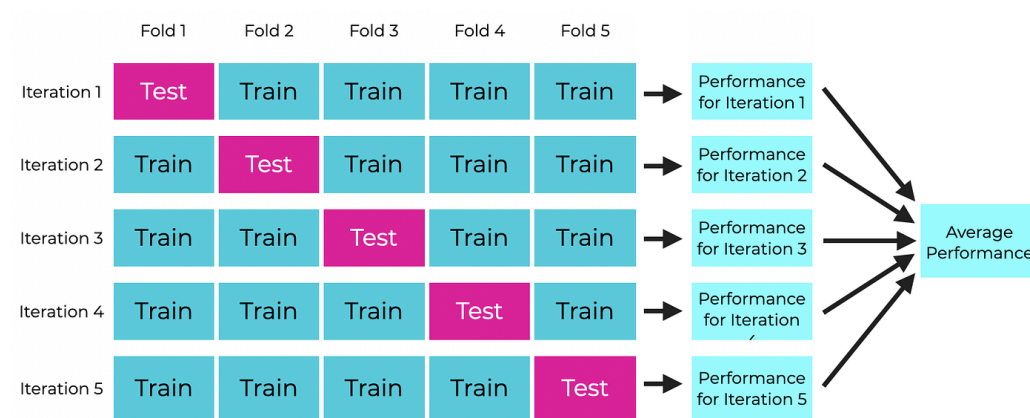 Fold 1 Fold 2 Fold 3 Fold 4 Fold 5
Iteration 1 Test Train Train Train Train Performance
for Iteration 1
Iteration 2 Train Test Train Train Train Performance
for Iteration 2
Iteration 3 Train Train Test Train Train Performance
for Iteration 3
Average
Performance
Iteration 4 Train Train Train Test Train Performance
for Iteration
Iteration 5 Train Train Train Train Test Performance
for Iteration 5